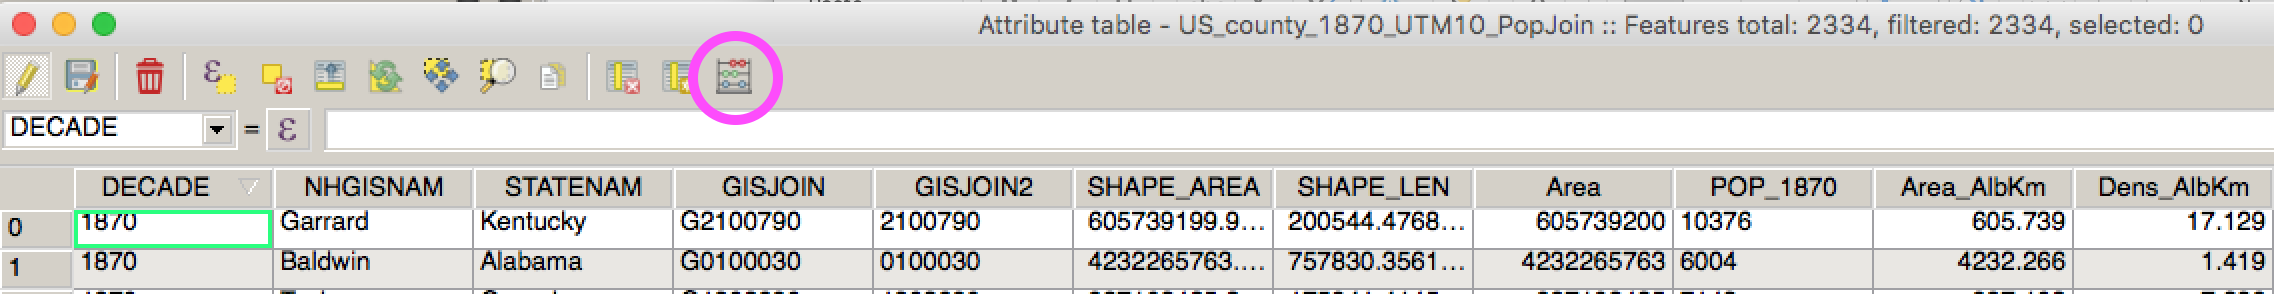 Attribute table - US_county_1870_UTM10_PopJoin :: Features total: 2334, filtered: 2334, selected: 0
DECADE = ε
DECADE NHGISNAM STATENAM GISJOIN GISJOIN2 SHAPE_AREA SHAPE_LEN Area POP_1870 Area_AlbKm Dens_AlbKm
0 1870 Garrard Kentucky G2100790 2100790 605739199.9... 200544.4768... 605739200 10376 605.739 17.129
1 1870 Baldwin Alabama G0100030 0100030 4232265763.... 757830.3561... 4232265763 6004 4232.266 1.419